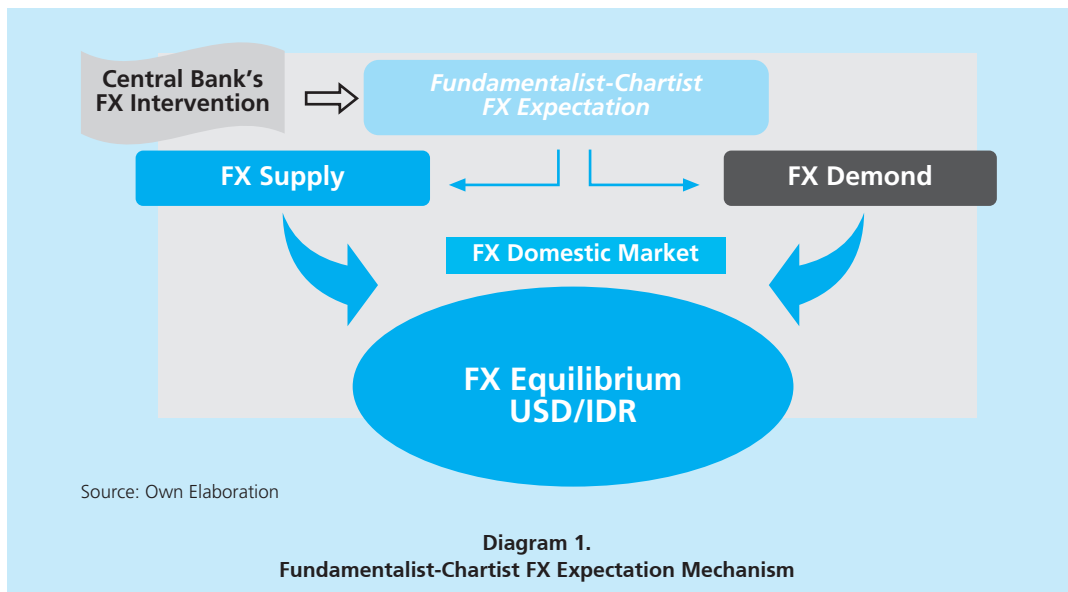 Central Bank's
FX Intervention
Fundamentalist-Chartist
FX Expectation
FX Supply
FX Demond
FX Domestic Market
FX Equilibrium
USD/IDR
Source: Own Elaboration
Diagram 1.
Fundamentalist-Chartist FX Expectation Mechanism